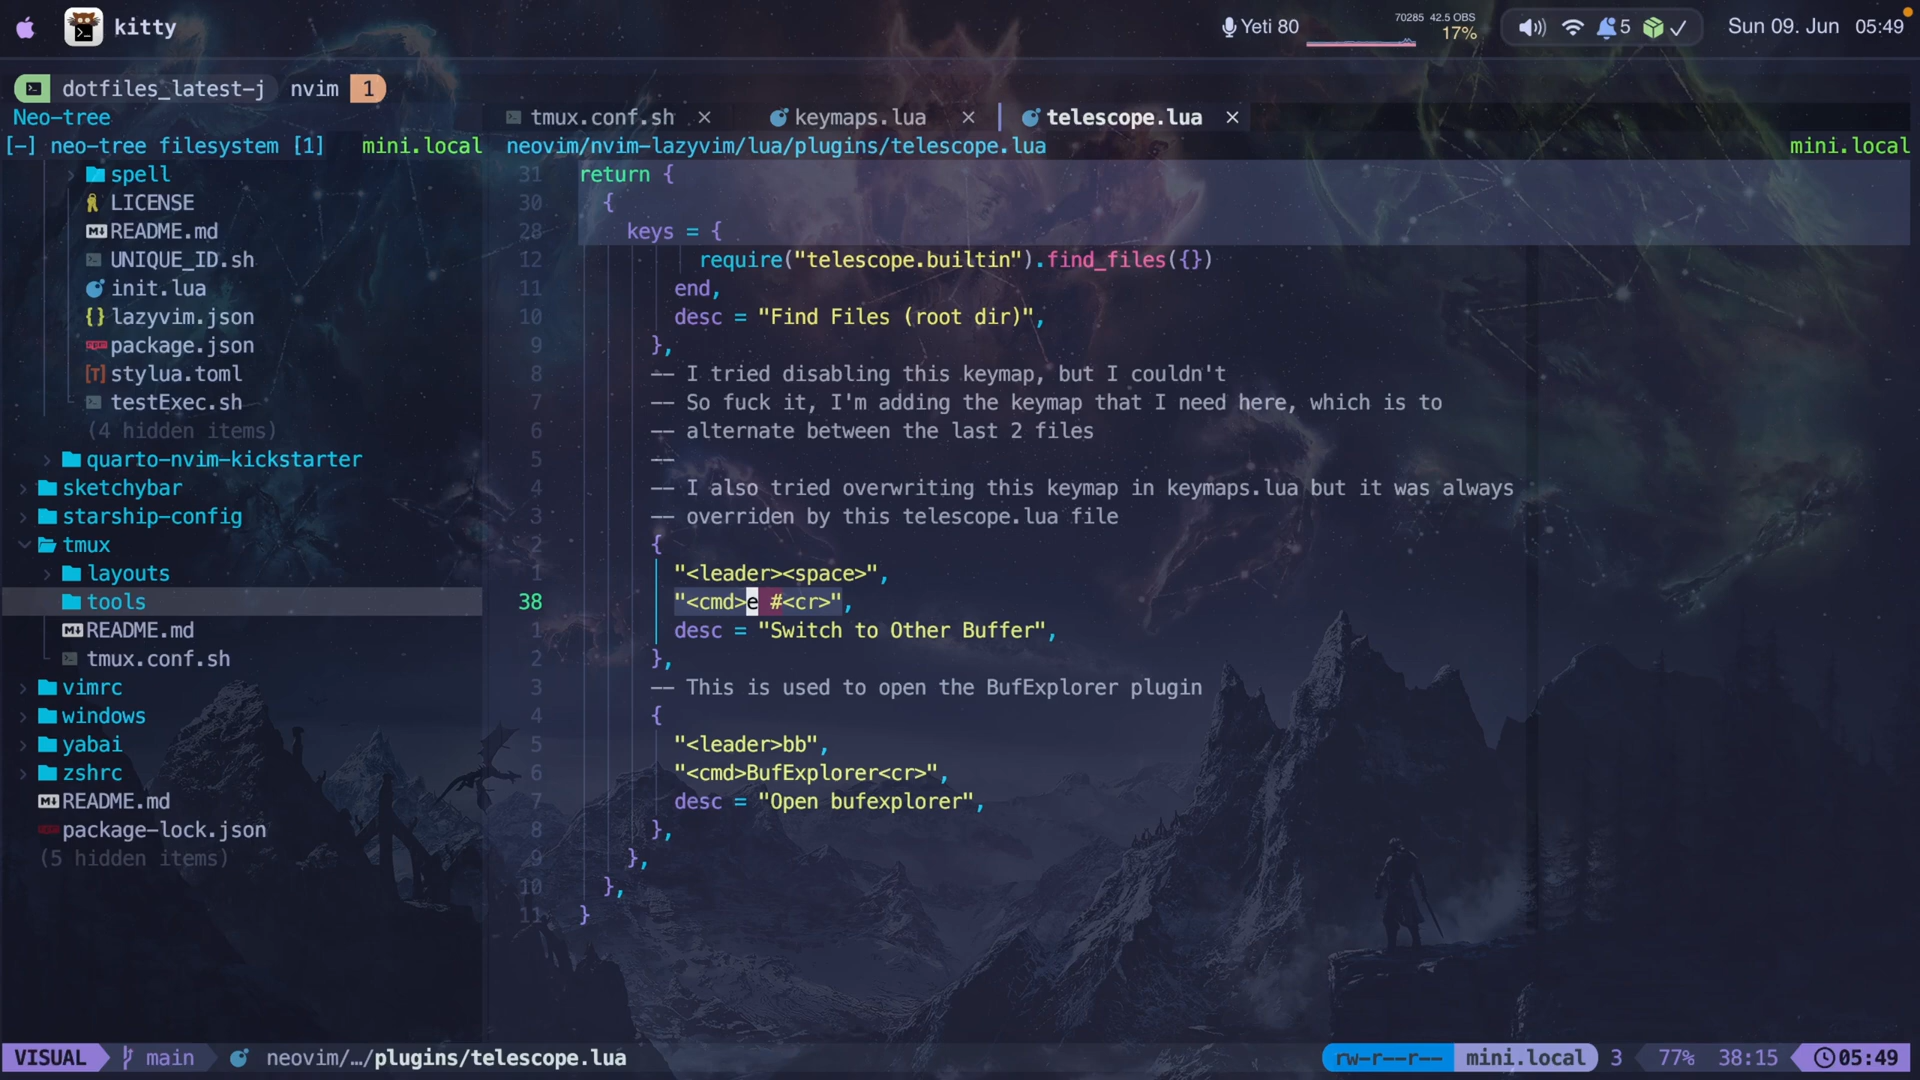 kitty
Yeti 80
70285 42.5 OBS
17%
5
Sun 09. Jun 05:49
dotfiles_latest-j nvim 1
Neo-tree
tmux.conf.sh ×
keymaps.lua ×
telescope.lua ×
[-] neo-tree filesystem [1] mini.local
spell
LICENSE
README.md
UNIQUE_ID.sh
init.lua
{} lazyvim.json
package.json
[T] stylua.toml
testExec.sh
(4 hidden items)
quarto-nvim-kickstarter
sketchybar
starship-config
tmux
layouts
tools
README.md
tmux.conf.sh
vimrc
windows
yabai
zshrc
README.md
package-lock.json
(5 hidden items)
neovim/nvim-lazyvim/lua/plugins/telescope.lua mini.local
31 return {
30 {
28 keys = {
12 require("telescope.builtin").find_files({})
11 end,
10 desc = "Find Files (root dir)",
9 },
8 -- I tried disabling this keymap, but I couldn't
7 -- So fuck it, I'm adding the keymap that I need here, which is to
6 -- alternate between the last 2 files
5 --
4 -- I also tried overwriting this keymap in keymaps.lua but it was always
3 -- overriden by this telescope.lua file
2 {
1 "<leader><space>",
38 "<cmd>e #<cr>",
1 desc = "Switch to Other Buffer",
2 },
3 -- This is used to open the BufExplorer plugin
4 {
5 "<leader>bb",
6 "<cmd>BufExplorer<cr>",
7 desc = "Open bufexplorer",
8 },
9 },
10 },
11 }
VISUAL main neovim/…/plugins/telescope.lua rw-r--r-- mini.local 3 77% 38:15 05:49